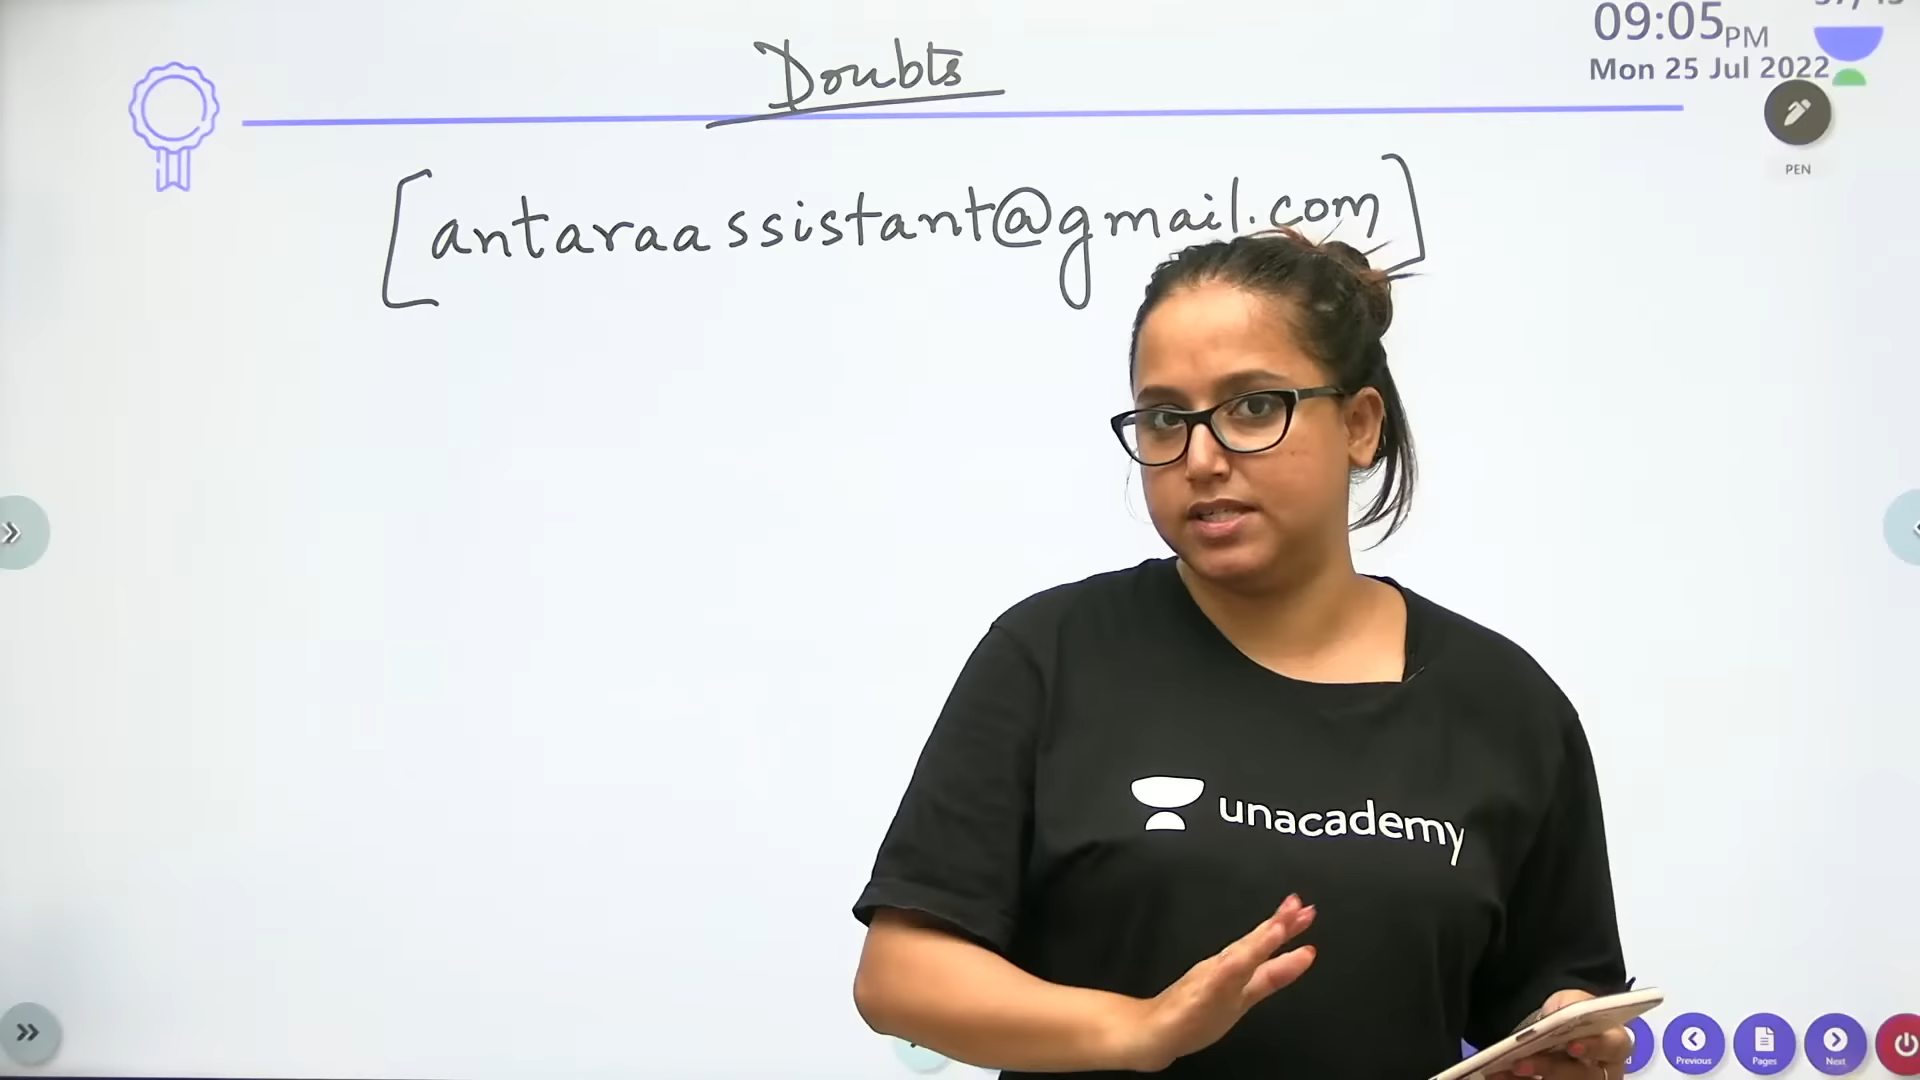 Doubts
09:05PM
Mon 25 Jul 2022
PEN
[antaraassistant@gmail.com]
unacademy
Previous
Pages
Next